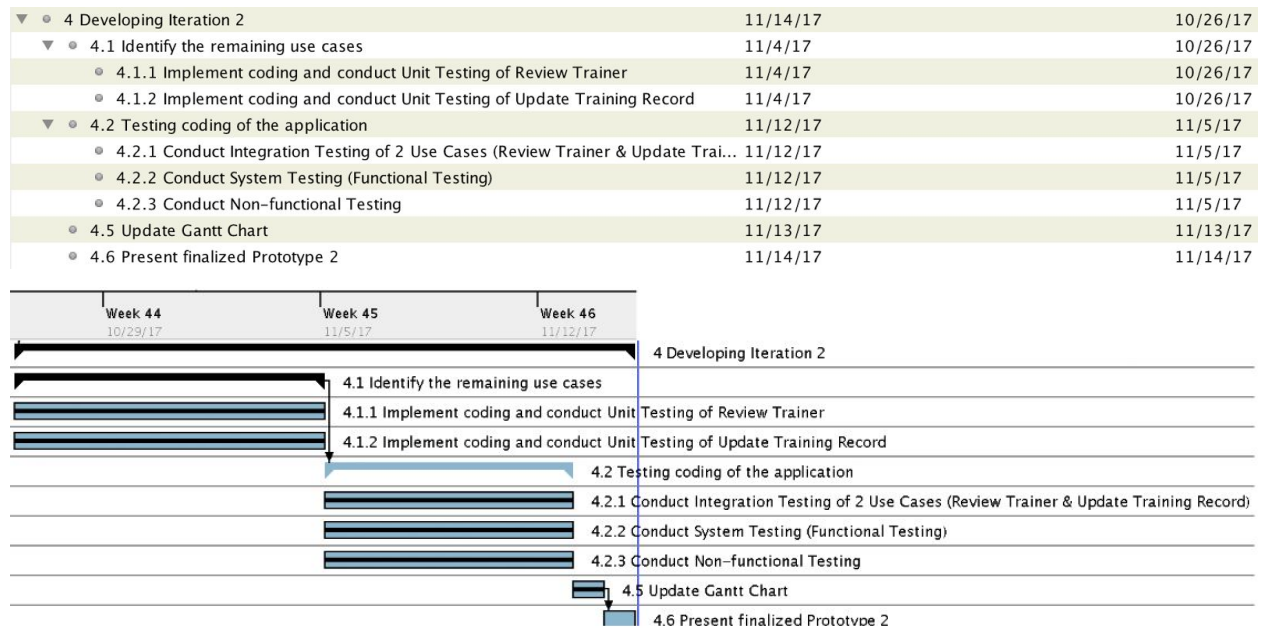 4 Developing Iteration 2 11/14/17 10/26/17
4.1 Identify the remaining use cases 11/4/17 10/26/17
4.1.1 Implement coding and conduct Unit Testing of Review Trainer 11/4/17 10/26/17
4.1.2 Implement coding and conduct Unit Testing of Update Training Record 11/4/17 10/26/17
4.2 Testing coding of the application 11/12/17 11/5/17
4.2.1 Conduct Integration Testing of 2 Use Cases (Review Trainer & Update Trai... 11/12/17 11/5/17
4.2.2 Conduct System Testing (Functional Testing) 11/12/17 11/5/17
4.2.3 Conduct Non-functional Testing 11/12/17 11/5/17
4.5 Update Gantt Chart 11/13/17 11/13/17
4.6 Present finalized Prototype 2 11/14/17 11/14/17
Week 44 Week 45 Week 46
10/29/17 11/5/17 11/12/17
4 Developing Iteration 2
4.1 Identify the remaining use cases
4.1.1 Implement coding and conduct Unit Testing of Review Trainer
4.1.2 Implement coding and conduct Unit Testing of Update Training Record
4.2 Testing coding of the application
4.2.1 Conduct Integration Testing of 2 Use Cases (Review Trainer & Update Training Record)
4.2.2 Conduct System Testing (Functional Testing)
4.2.3 Conduct Non-functional Testing
4.5 Update Gantt Chart
4.6 Present finalized Prototype 2